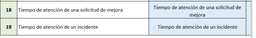 18 Tiempo de atención de una solicitud de mejora Tiempo de atención de una solicitud de
mejora
19 Tiempo de atención de un incidente Tiempo de atención de un incidente